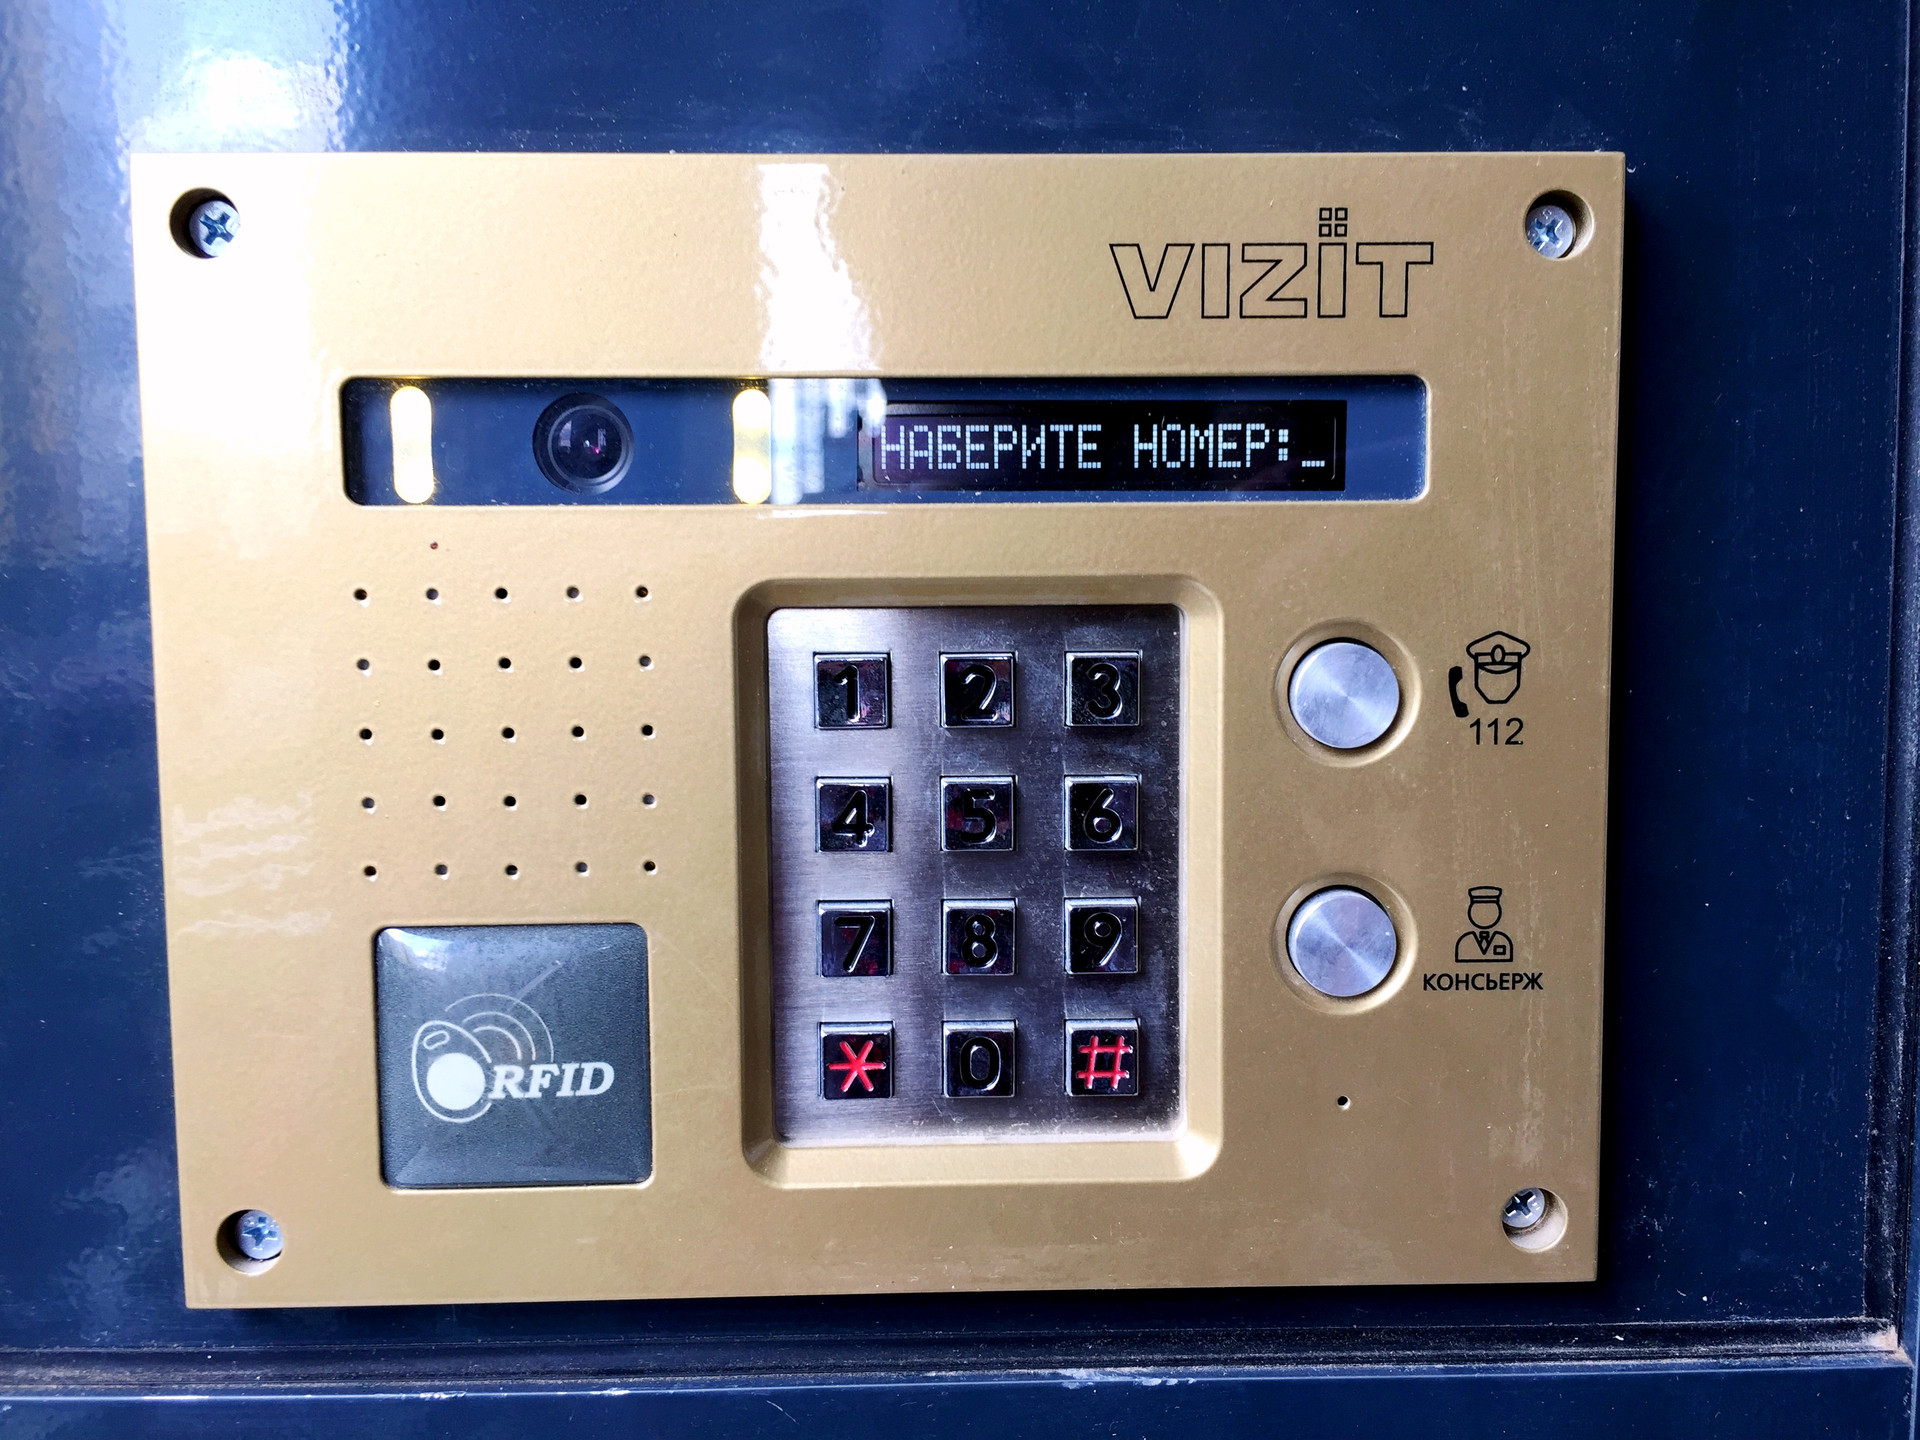 VIZIT
НАБЕРИТЕ НОМЕР:_
1 2 3
112
4 5 6
7 8 9
КОНСЬЕРЖ
* 0 #
RFID